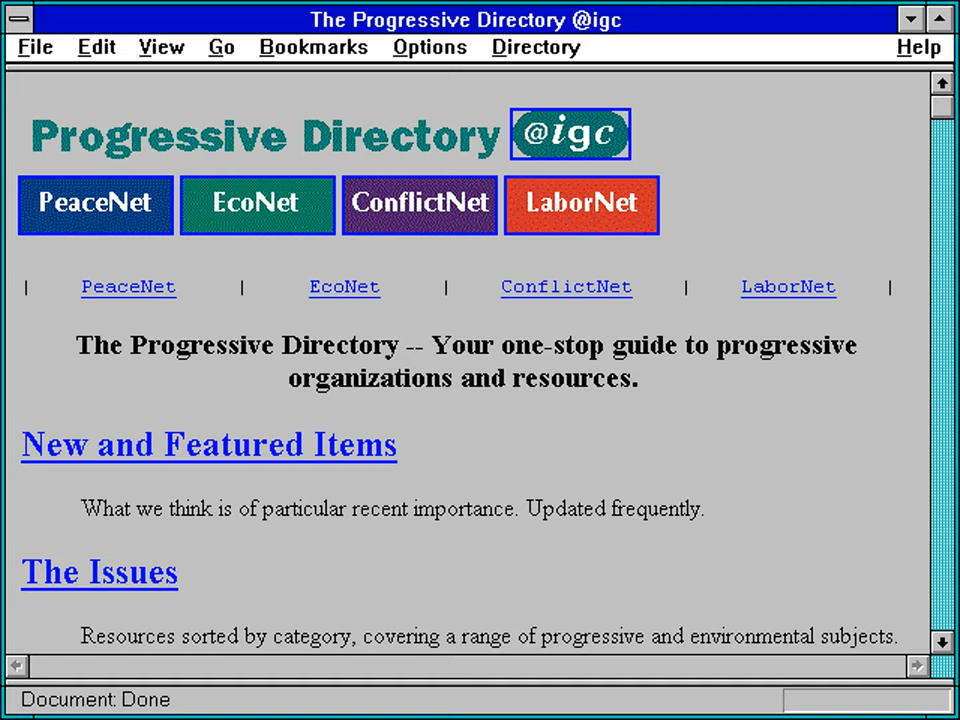 The Progressive Directory @igc
File Edit View Go Bookmarks Options Directory Help
Progressive Directory @igc
PeaceNet EcoNet ConflictNet LaborNet
| PeaceNet | EcoNet | ConflictNet | LaborNet |
The Progressive Directory -- Your one-stop guide to progressive
organizations and resources.
New and Featured Items
What we think is of particular recent importance. Updated frequently.
The Issues
Resources sorted by category, covering a range of progressive and environmental subjects.
Document: Done